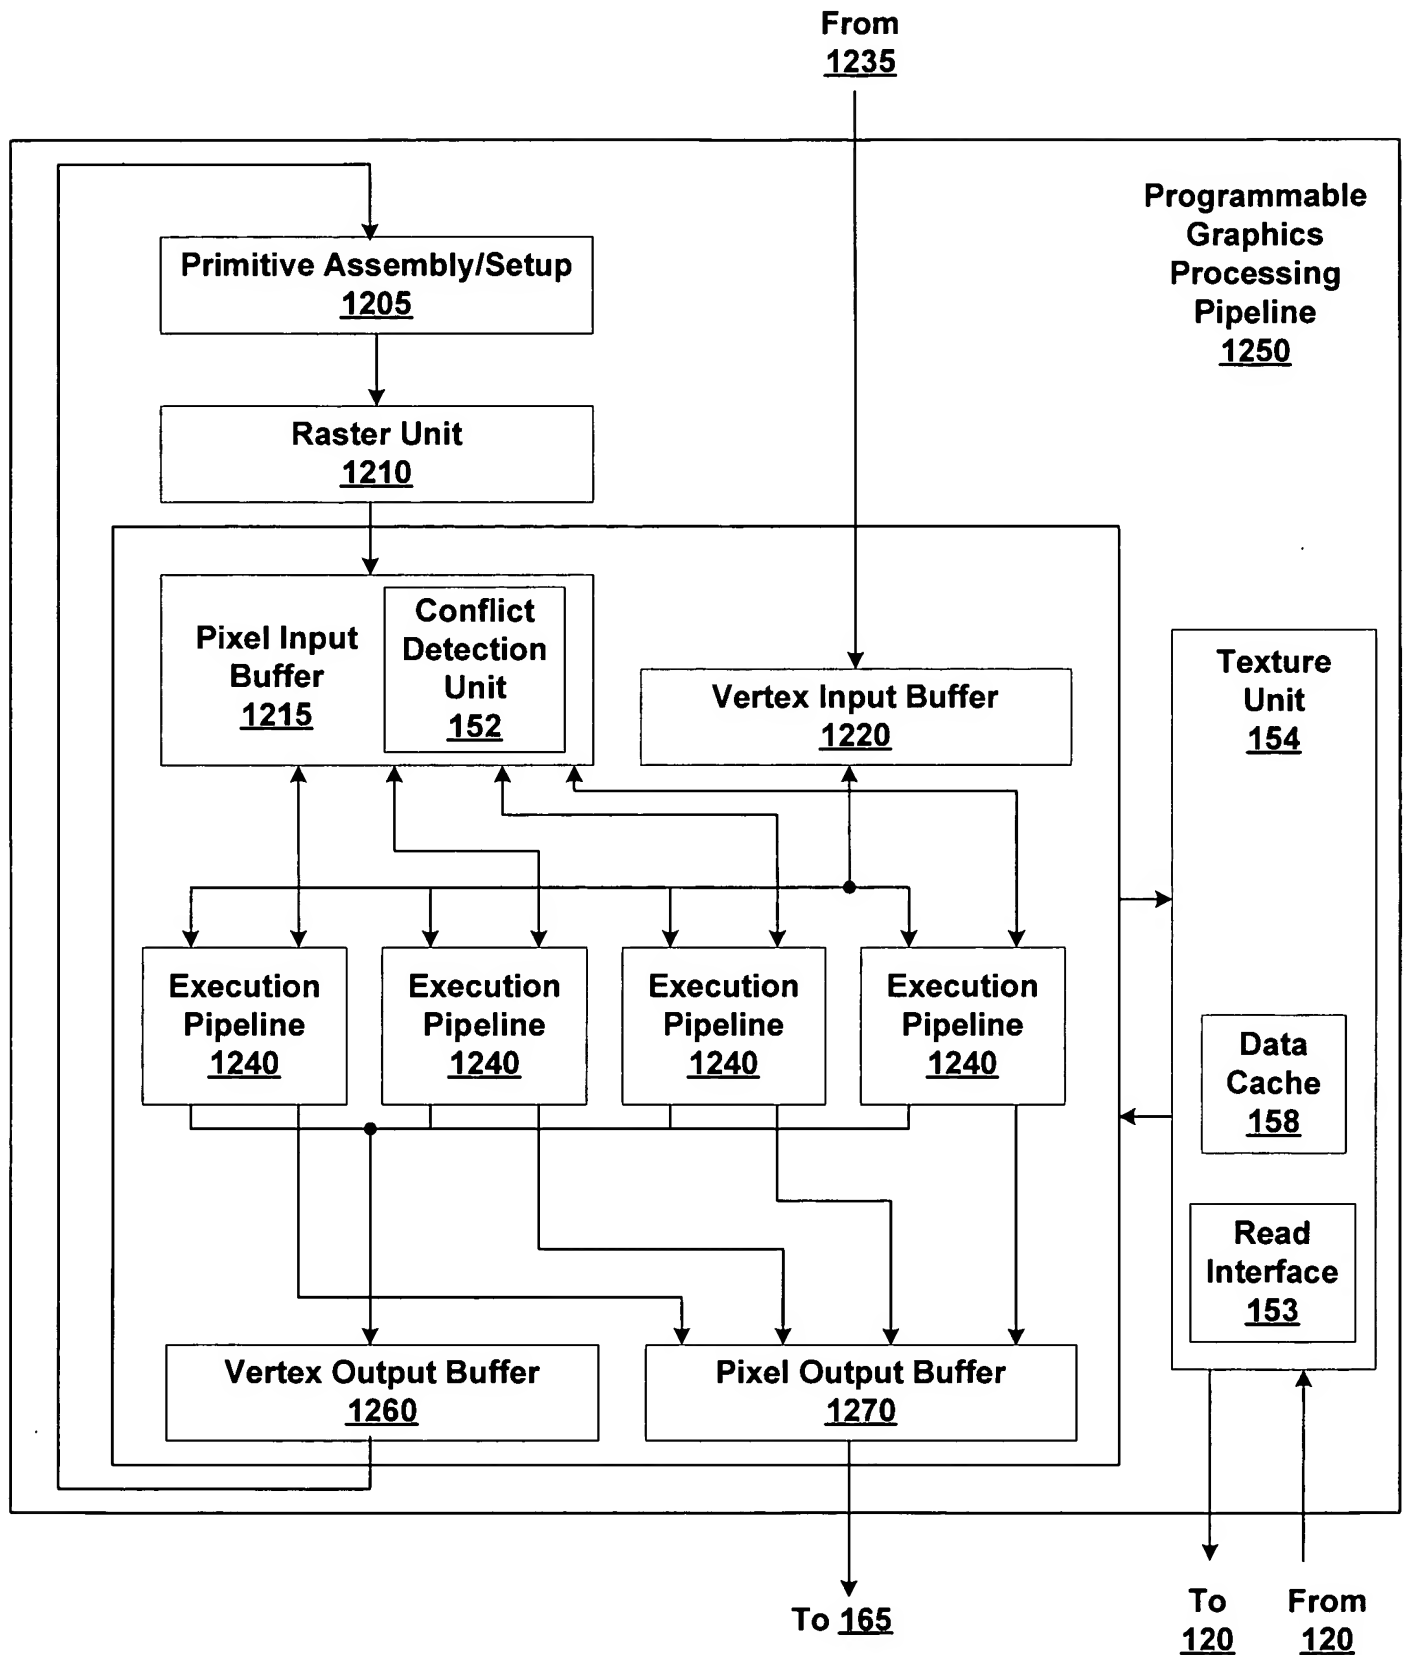 From
1235
Programmable
Graphics
Processing
Pipeline
1250
Primitive Assembly/Setup
1205
Raster Unit
1210
Pixel Input
Buffer
1215
Conflict
Detection
Unit
152
Vertex Input Buffer
1220
Texture
Unit
154
Execution
Pipeline
1240
Execution
Pipeline
1240
Execution
Pipeline
1240
Execution
Pipeline
1240
Data
Cache
158
Read
Interface
153
Vertex Output Buffer
1260
Pixel Output Buffer
1270
To 165
To
120
From
120